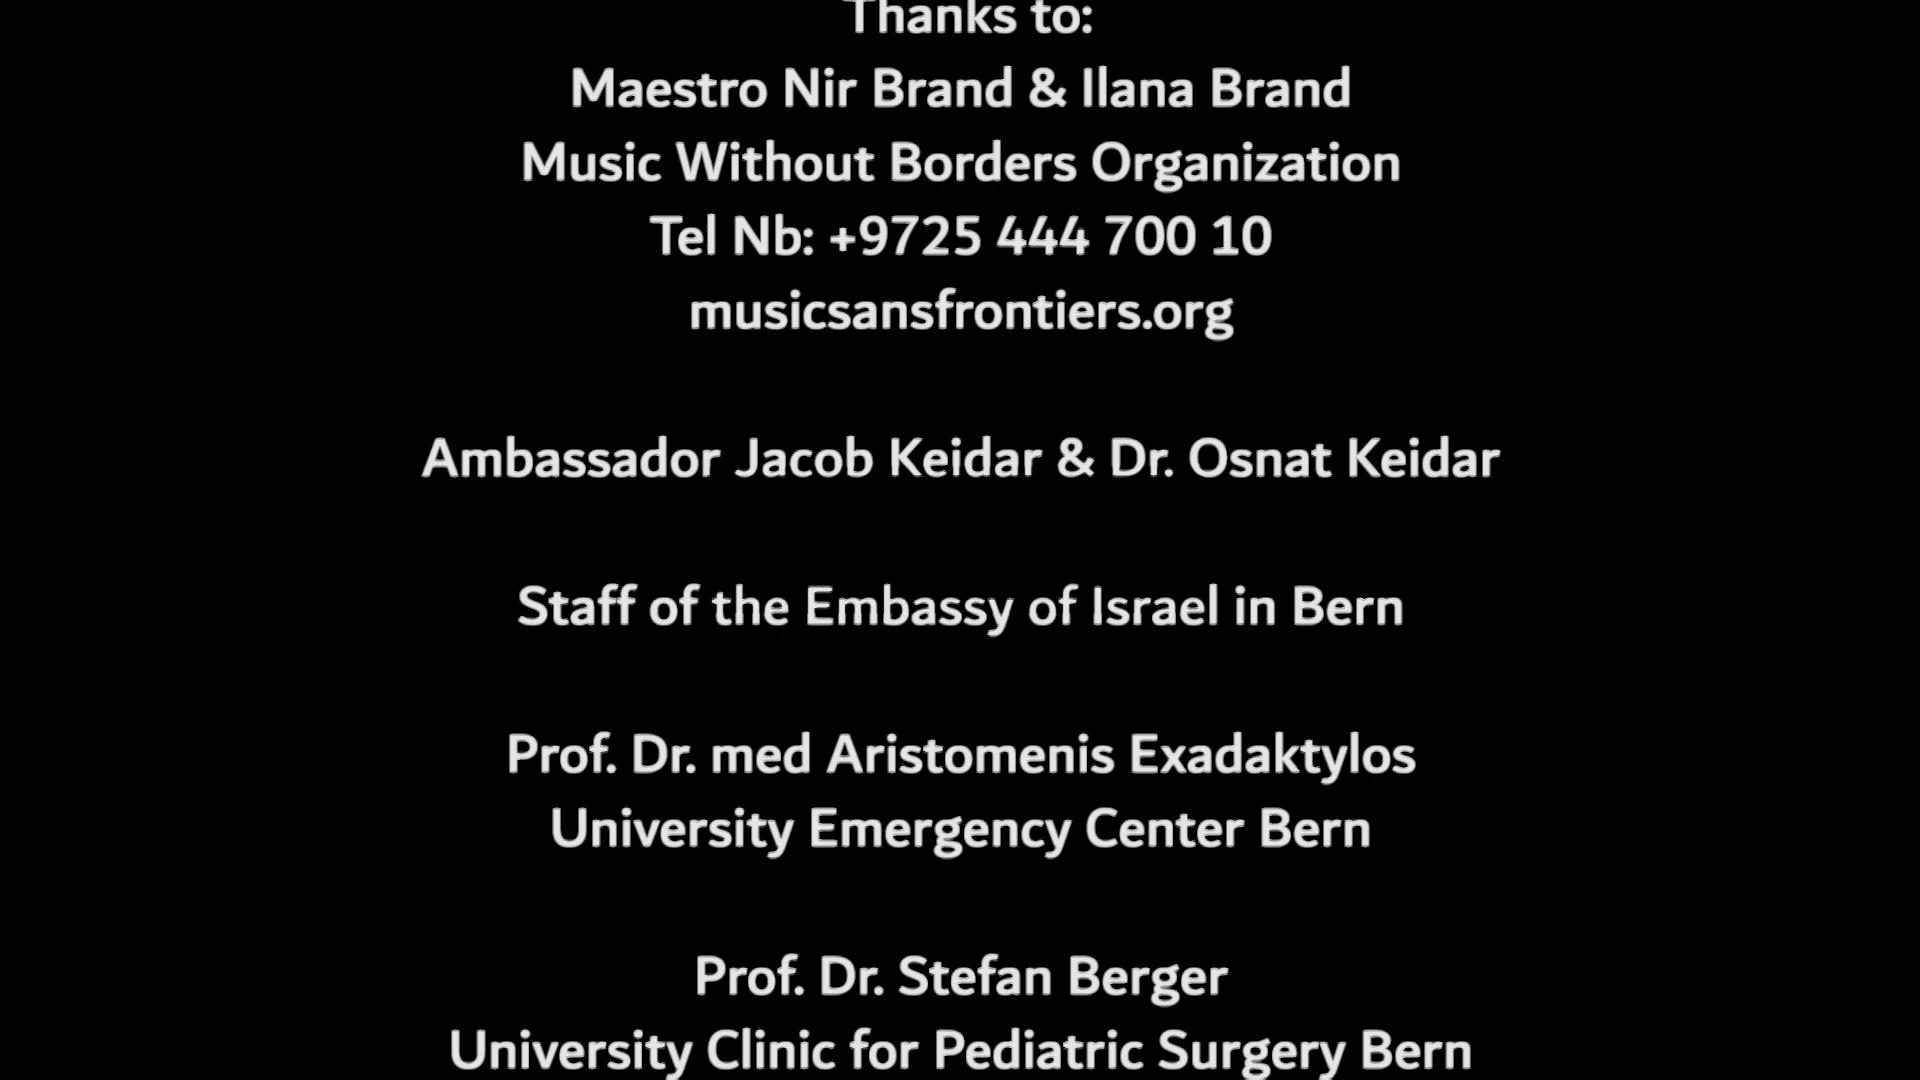 Thanks to:
Maestro Nir Brand & Ilana Brand
Music Without Borders Organization
Tel Nb: +9725 444 700 10
musicsansfrontiers.org
Ambassador Jacob Keidar & Dr. Osnat Keidar
Staff of the Embassy of Israel in Bern
Prof. Dr. med Aristomenis Exadaktylos
University Emergency Center Bern
Prof. Dr. Stefan Berger
University Clinic for Pediatric Surgery Bern